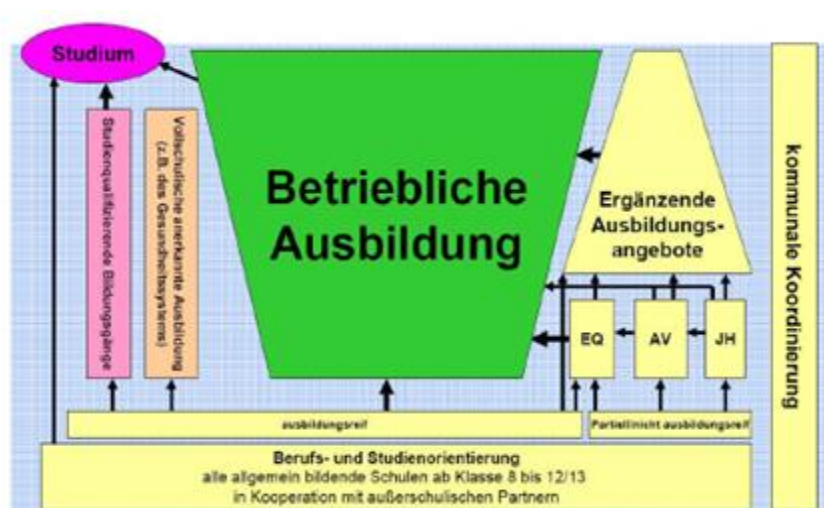 Studium
Studienqualifizierende
Bildungsgänge
Vollschulische anerkannte Ausbildung
(z.B. des Gesundheitssystems)
Betriebliche
Ausbildung
Ergänzende
Ausbildungs-
angebote
EQ
AV
JH
kommunale Koordinierung
ausbildungsreif
Partiell/nicht ausbildungsreif
Berufs- und Studienorientierung
alle allgemein bildende Schulen ab Klasse 8 bis 12/13
in Kooperation mit außerschulischen Partnern